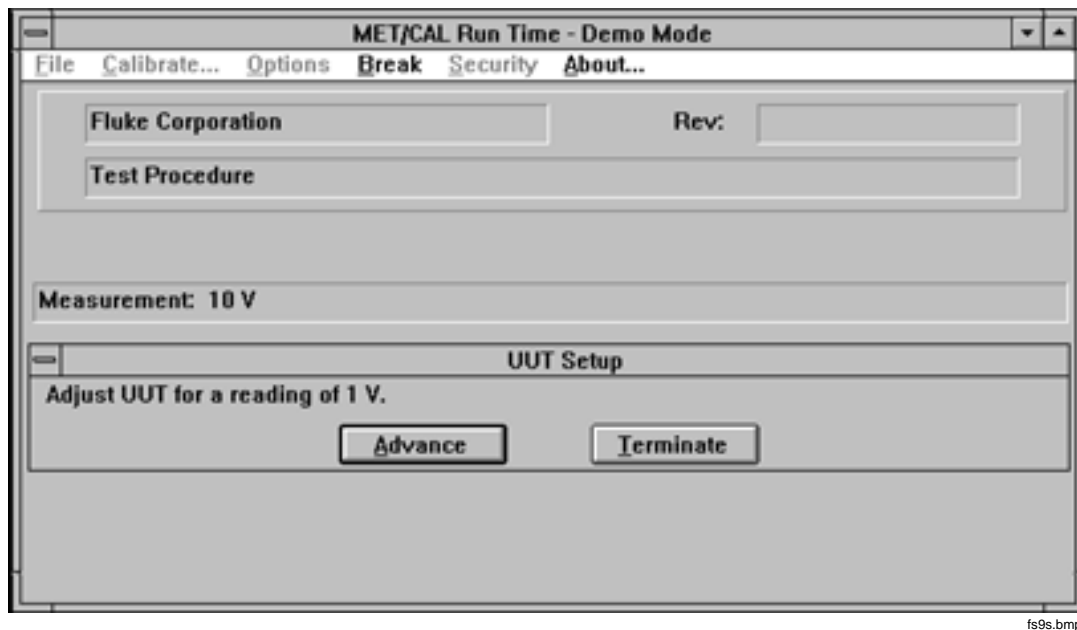 MET/CAL Run Time - Demo Mode
File Calibrate... Options Break Security About...
Fluke Corporation Rev:
Test Procedure
Measurement: 10 V
UUT Setup
Adjust UUT for a reading of 1 V.
Advance Terminate
fs9s.bmp